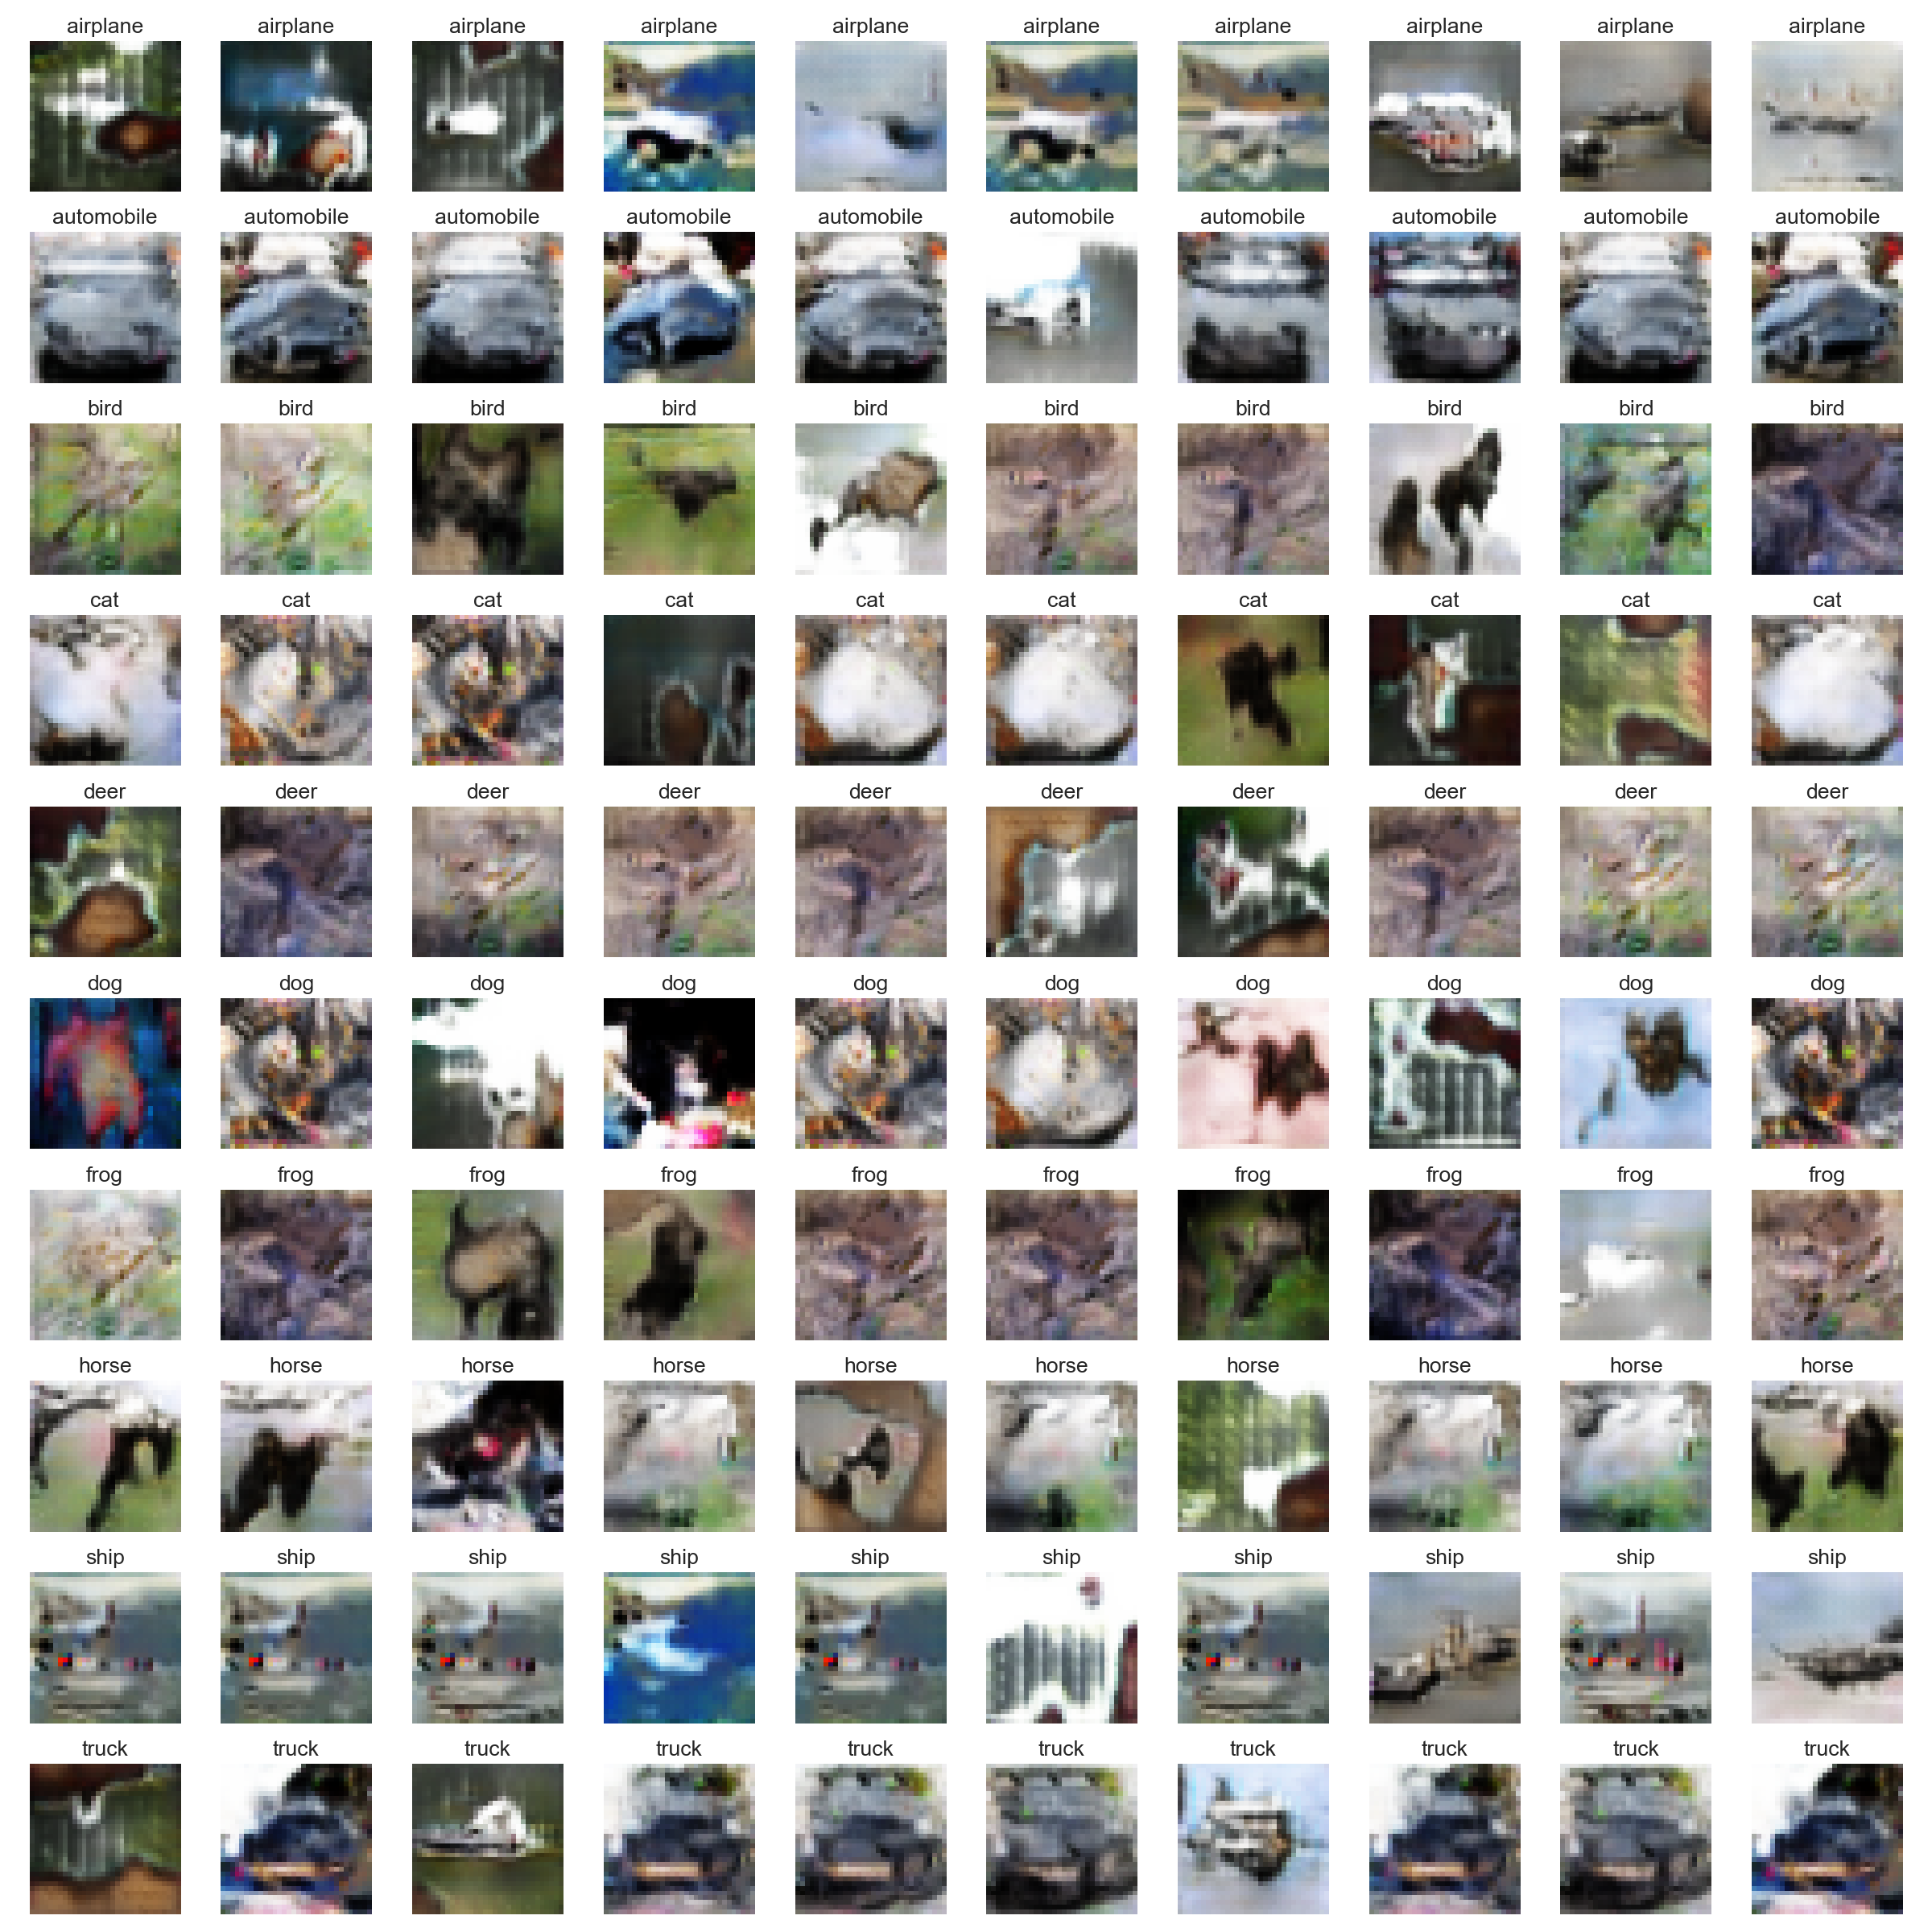 airplane airplane airplane airplane airplane airplane airplane airplane airplane airplane
automobile automobile automobile automobile automobile automobile automobile automobile automobile automobile
bird bird bird bird bird bird bird bird bird bird
cat cat cat cat cat cat cat cat cat cat
deer deer deer deer deer deer deer deer deer deer
dog dog dog dog dog dog dog dog dog dog
frog frog frog frog frog frog frog frog frog frog
horse horse horse horse horse horse horse horse horse horse
ship ship ship ship ship ship ship ship ship ship
truck truck truck truck truck truck truck truck truck truck